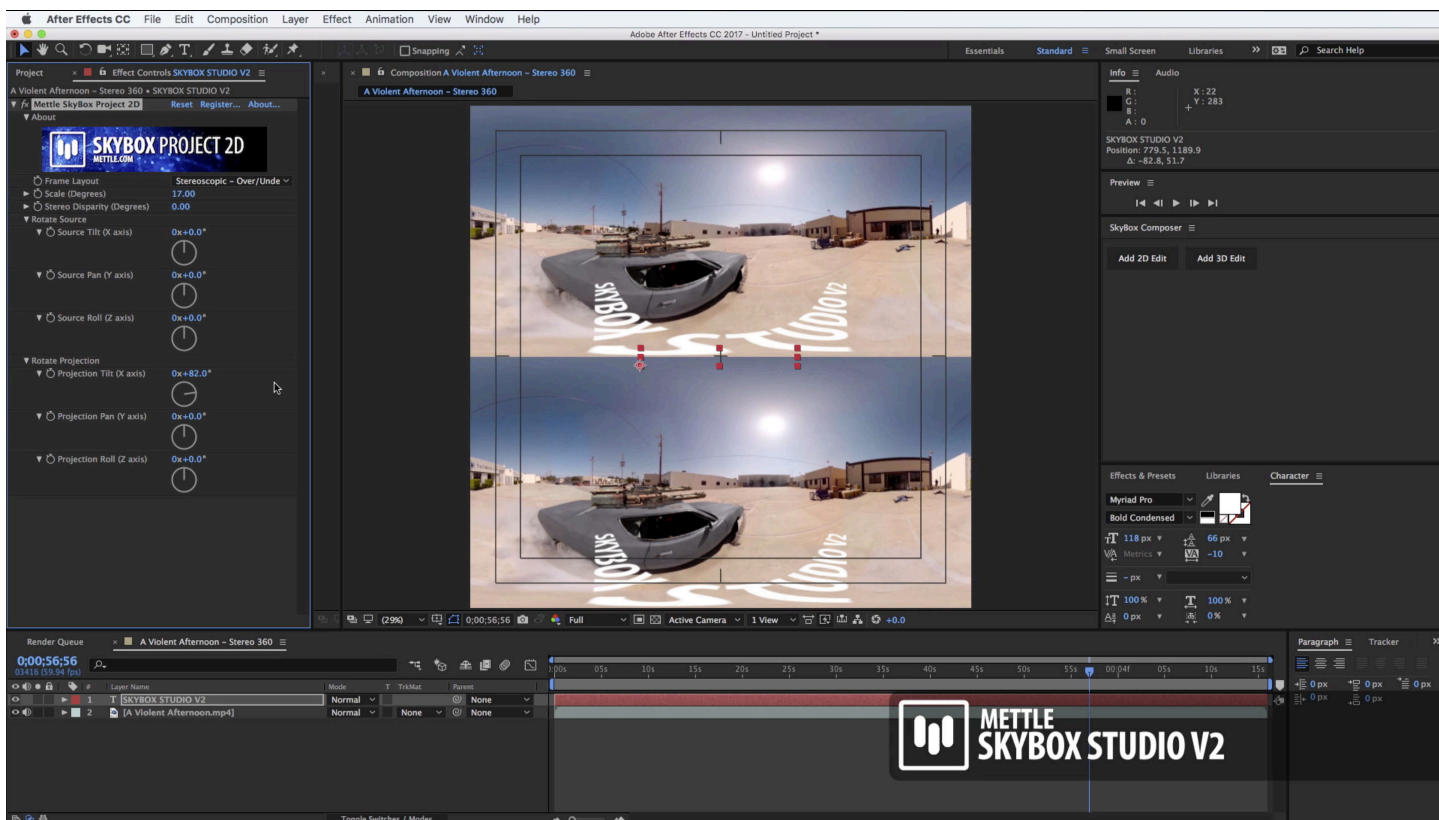 After Effects CC File Edit Composition Layer Effect Animation View Window Help
Adobe After Effects CC 2017 - Untitled Project *
Snapping
Essentials Standard Small Screen Libraries Search Help
Project Effect Controls SKYBOX STUDIO V2
A Violent Afternoon – Stereo 360 • SKYBOX STUDIO V2
fx Mettle SkyBox Project 2D Reset Register... About...
About
SKYBOX PROJECT 2D
METTLE.COM
Frame Layout Stereoscopic – Over/Unde
Scale (Degrees) 17.00
Stereo Disparity (Degrees) 0.00
Rotate Source
Source Tilt (X axis) 0x+0.0°
Source Pan (Y axis) 0x+0.0°
Source Roll (Z axis) 0x+0.0°
Rotate Projection
Projection Tilt (X axis) 0x+82.0°
Projection Pan (Y axis) 0x+0.0°
Projection Roll (Z axis) 0x+0.0°
Composition A Violent Afternoon – Stereo 360
A Violent Afternoon – Stereo 360
SKYBOX STUDIO V2
SKYBOX STUDIO V2
(29%) 0;00;56;56 Full Active Camera 1 View +0.0
Info Audio
R :
G :
B :
A : 0
X : 22
Y : 283
SKYBOX STUDIO V2
Position: 779.5, 1189.9
Δ: -82.8, 51.7
Preview
SkyBox Composer
Add 2D Edit Add 3D Edit
Effects & Presets Libraries Character
Myriad Pro
Bold Condensed
118 px 66 px
Metrics -10
- px
100 % 100 %
0 px 0 %
Render Queue A Violent Afternoon – Stereo 360
0;00;56;56
03416 (59.94 fps)
# Layer Name Mode T TrkMat Parent
1 T SKYBOX STUDIO V2 Normal None
2 [A Violent Afternoon.mp4] Normal None None
):00s 05s 10s 15s 20s 25s 30s 35s 40s 45s 50s 55s 00:04f 05s 10s 15s
Toggle Switches / Modes
METTLE
SKYBOX STUDIO V2
Paragraph Tracker
0 px 0 px 0 px
0 px 0 px